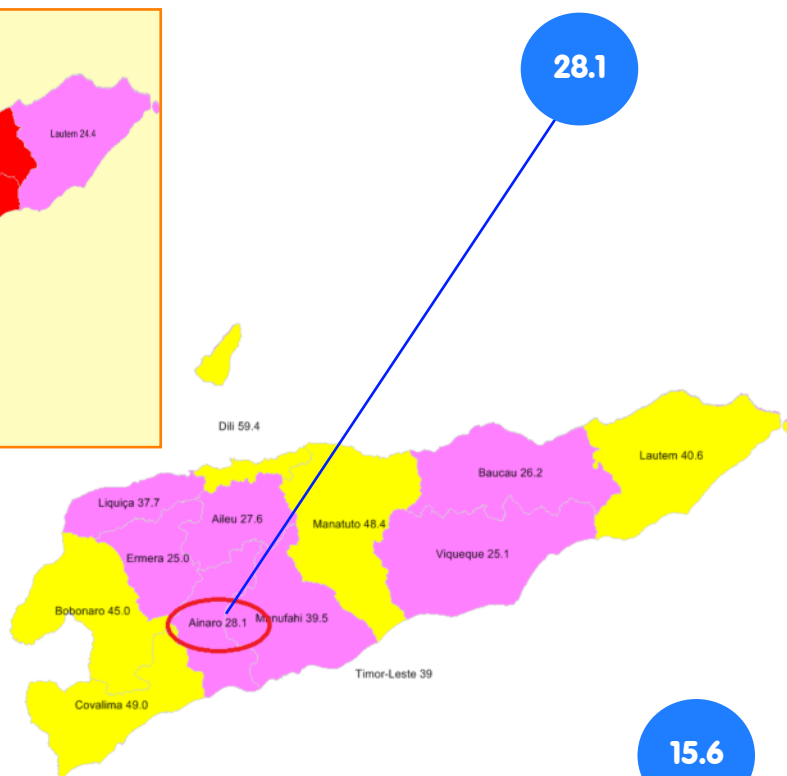 28.1
Lautem 24.4
Dili 59.4
Lautem 40.6
Baucau 26.2
Liquiça 37.7
Aileu 27.6
Manatuto 48.4
Ermera 25.0
Viqueque 25.1
Bobonaro 45.0
Ainaro 28.1
Manufahi 39.5
Timor-Leste 39
Covalima 49.0
15.6